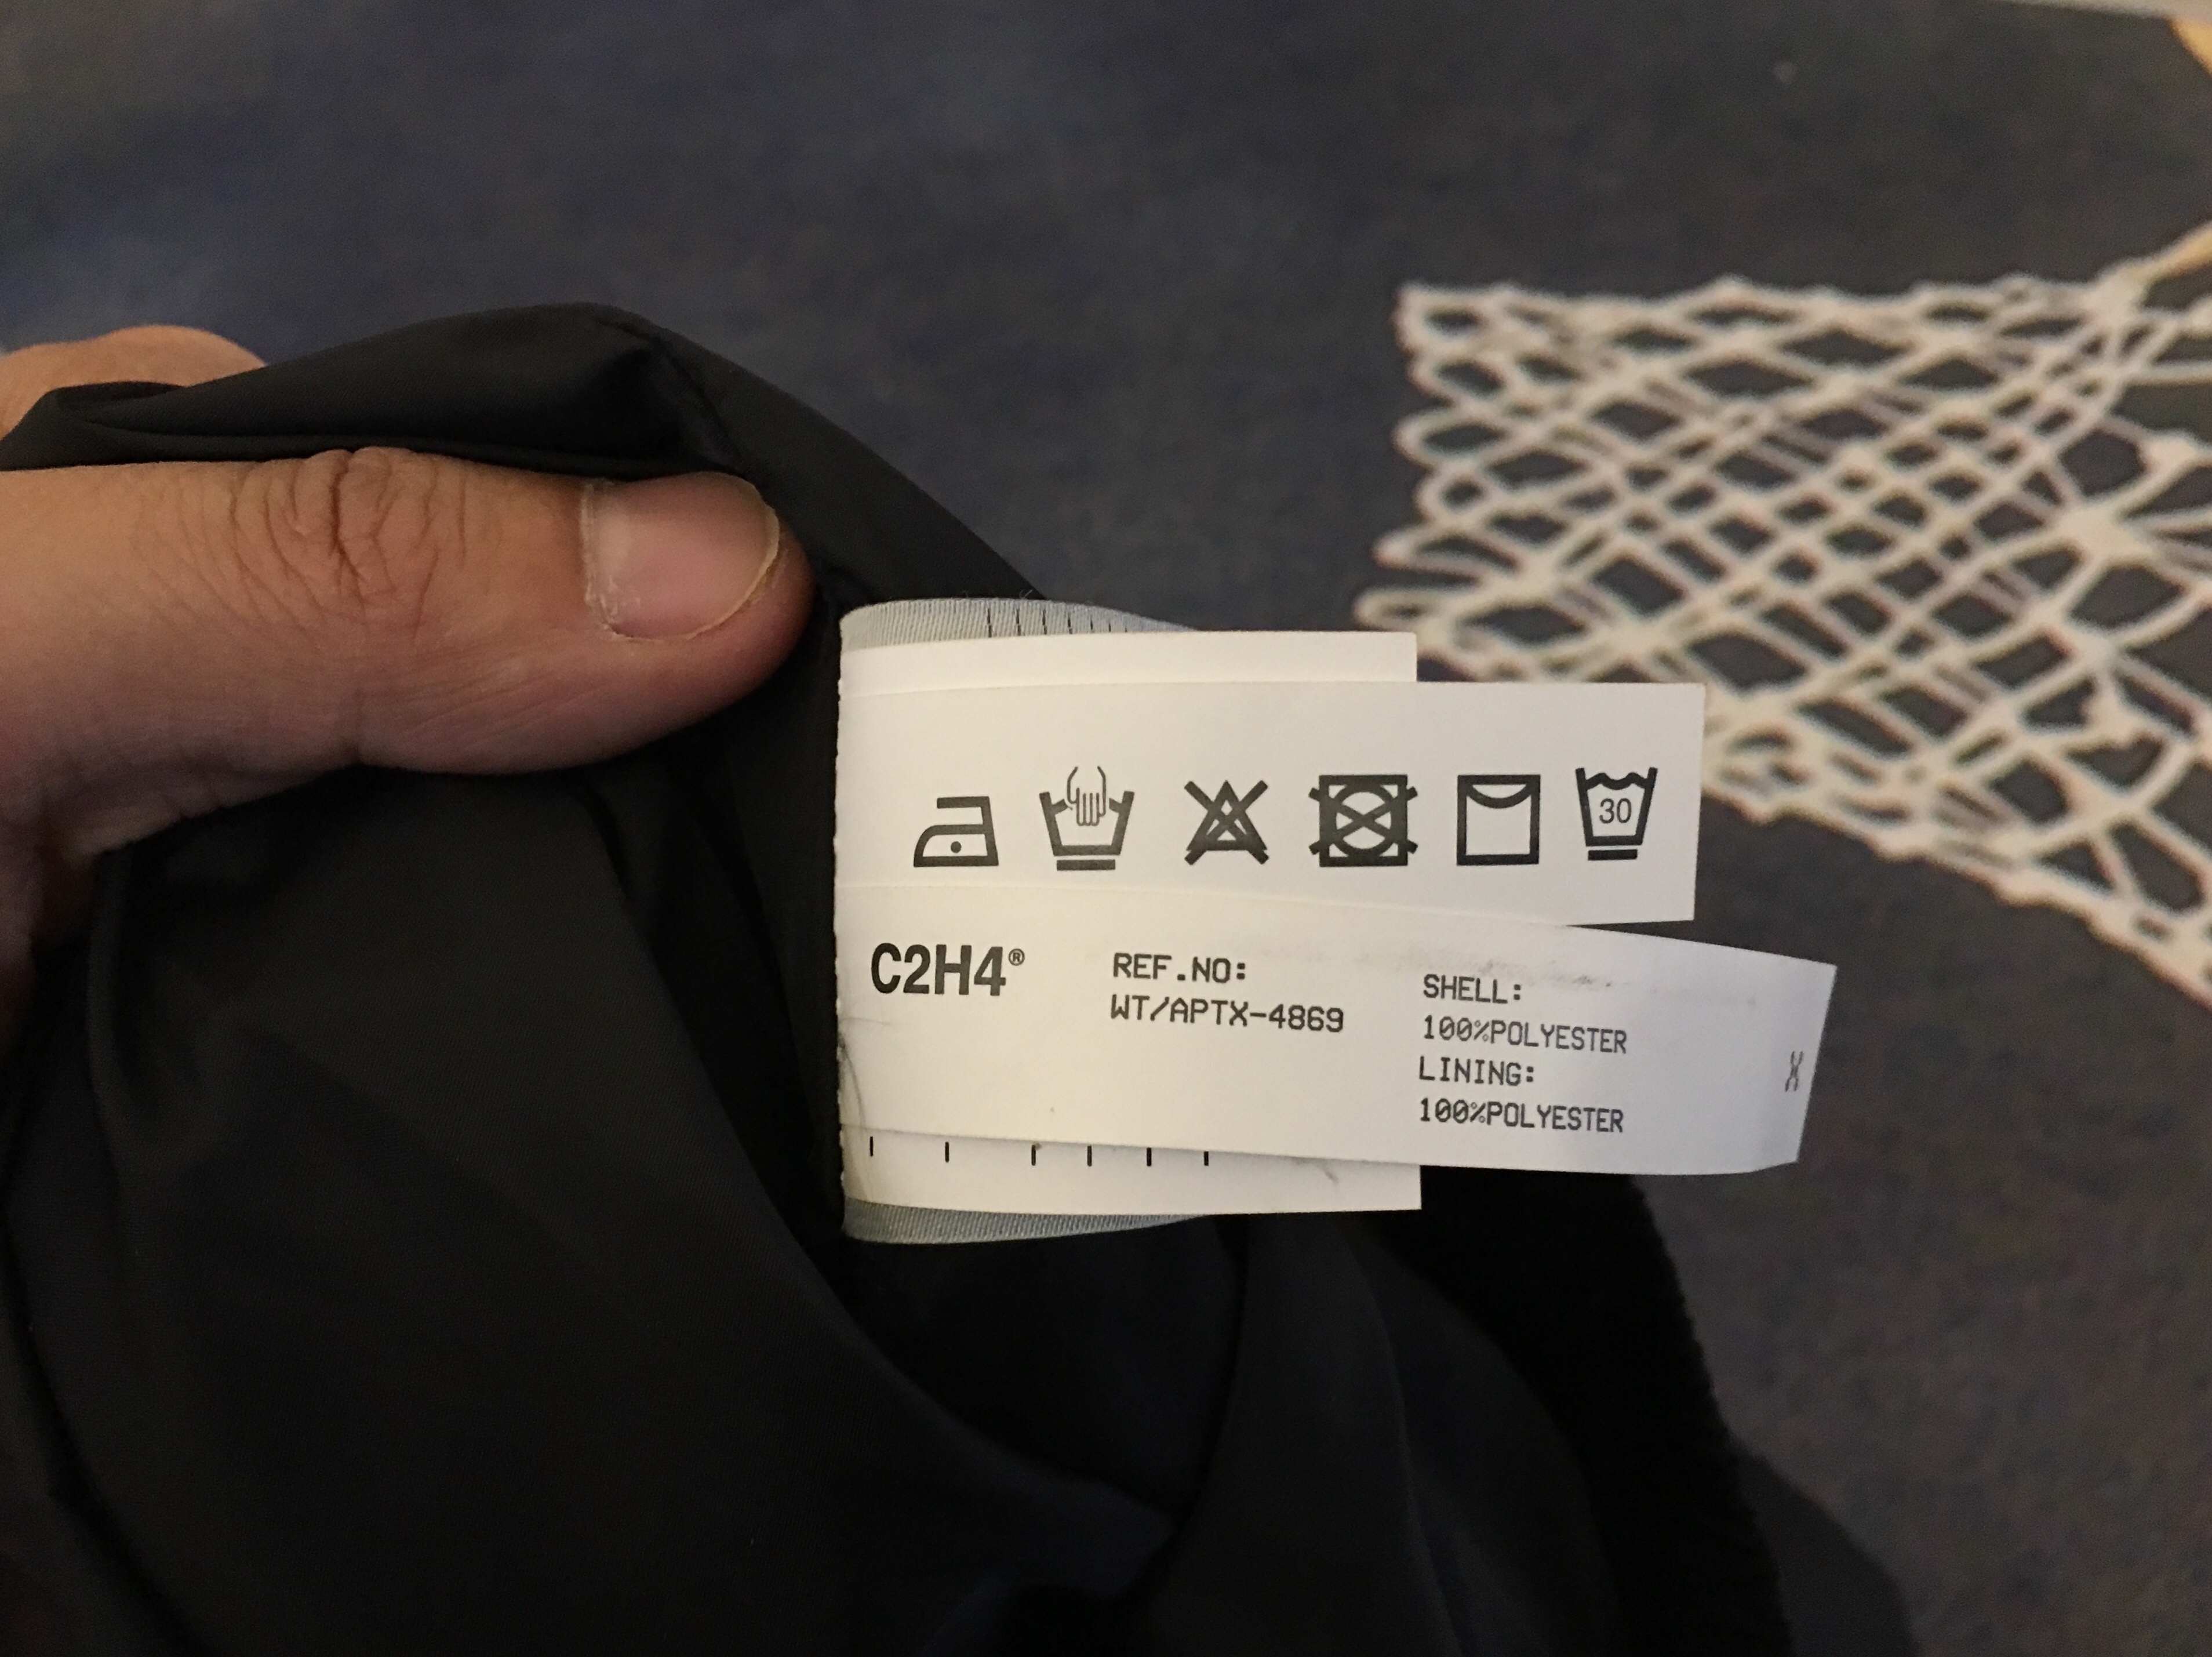 30
C2H4®
REF.NO:
WT/APTX-4869
SHELL:
100%POLYESTER
LINING:
100%POLYESTER